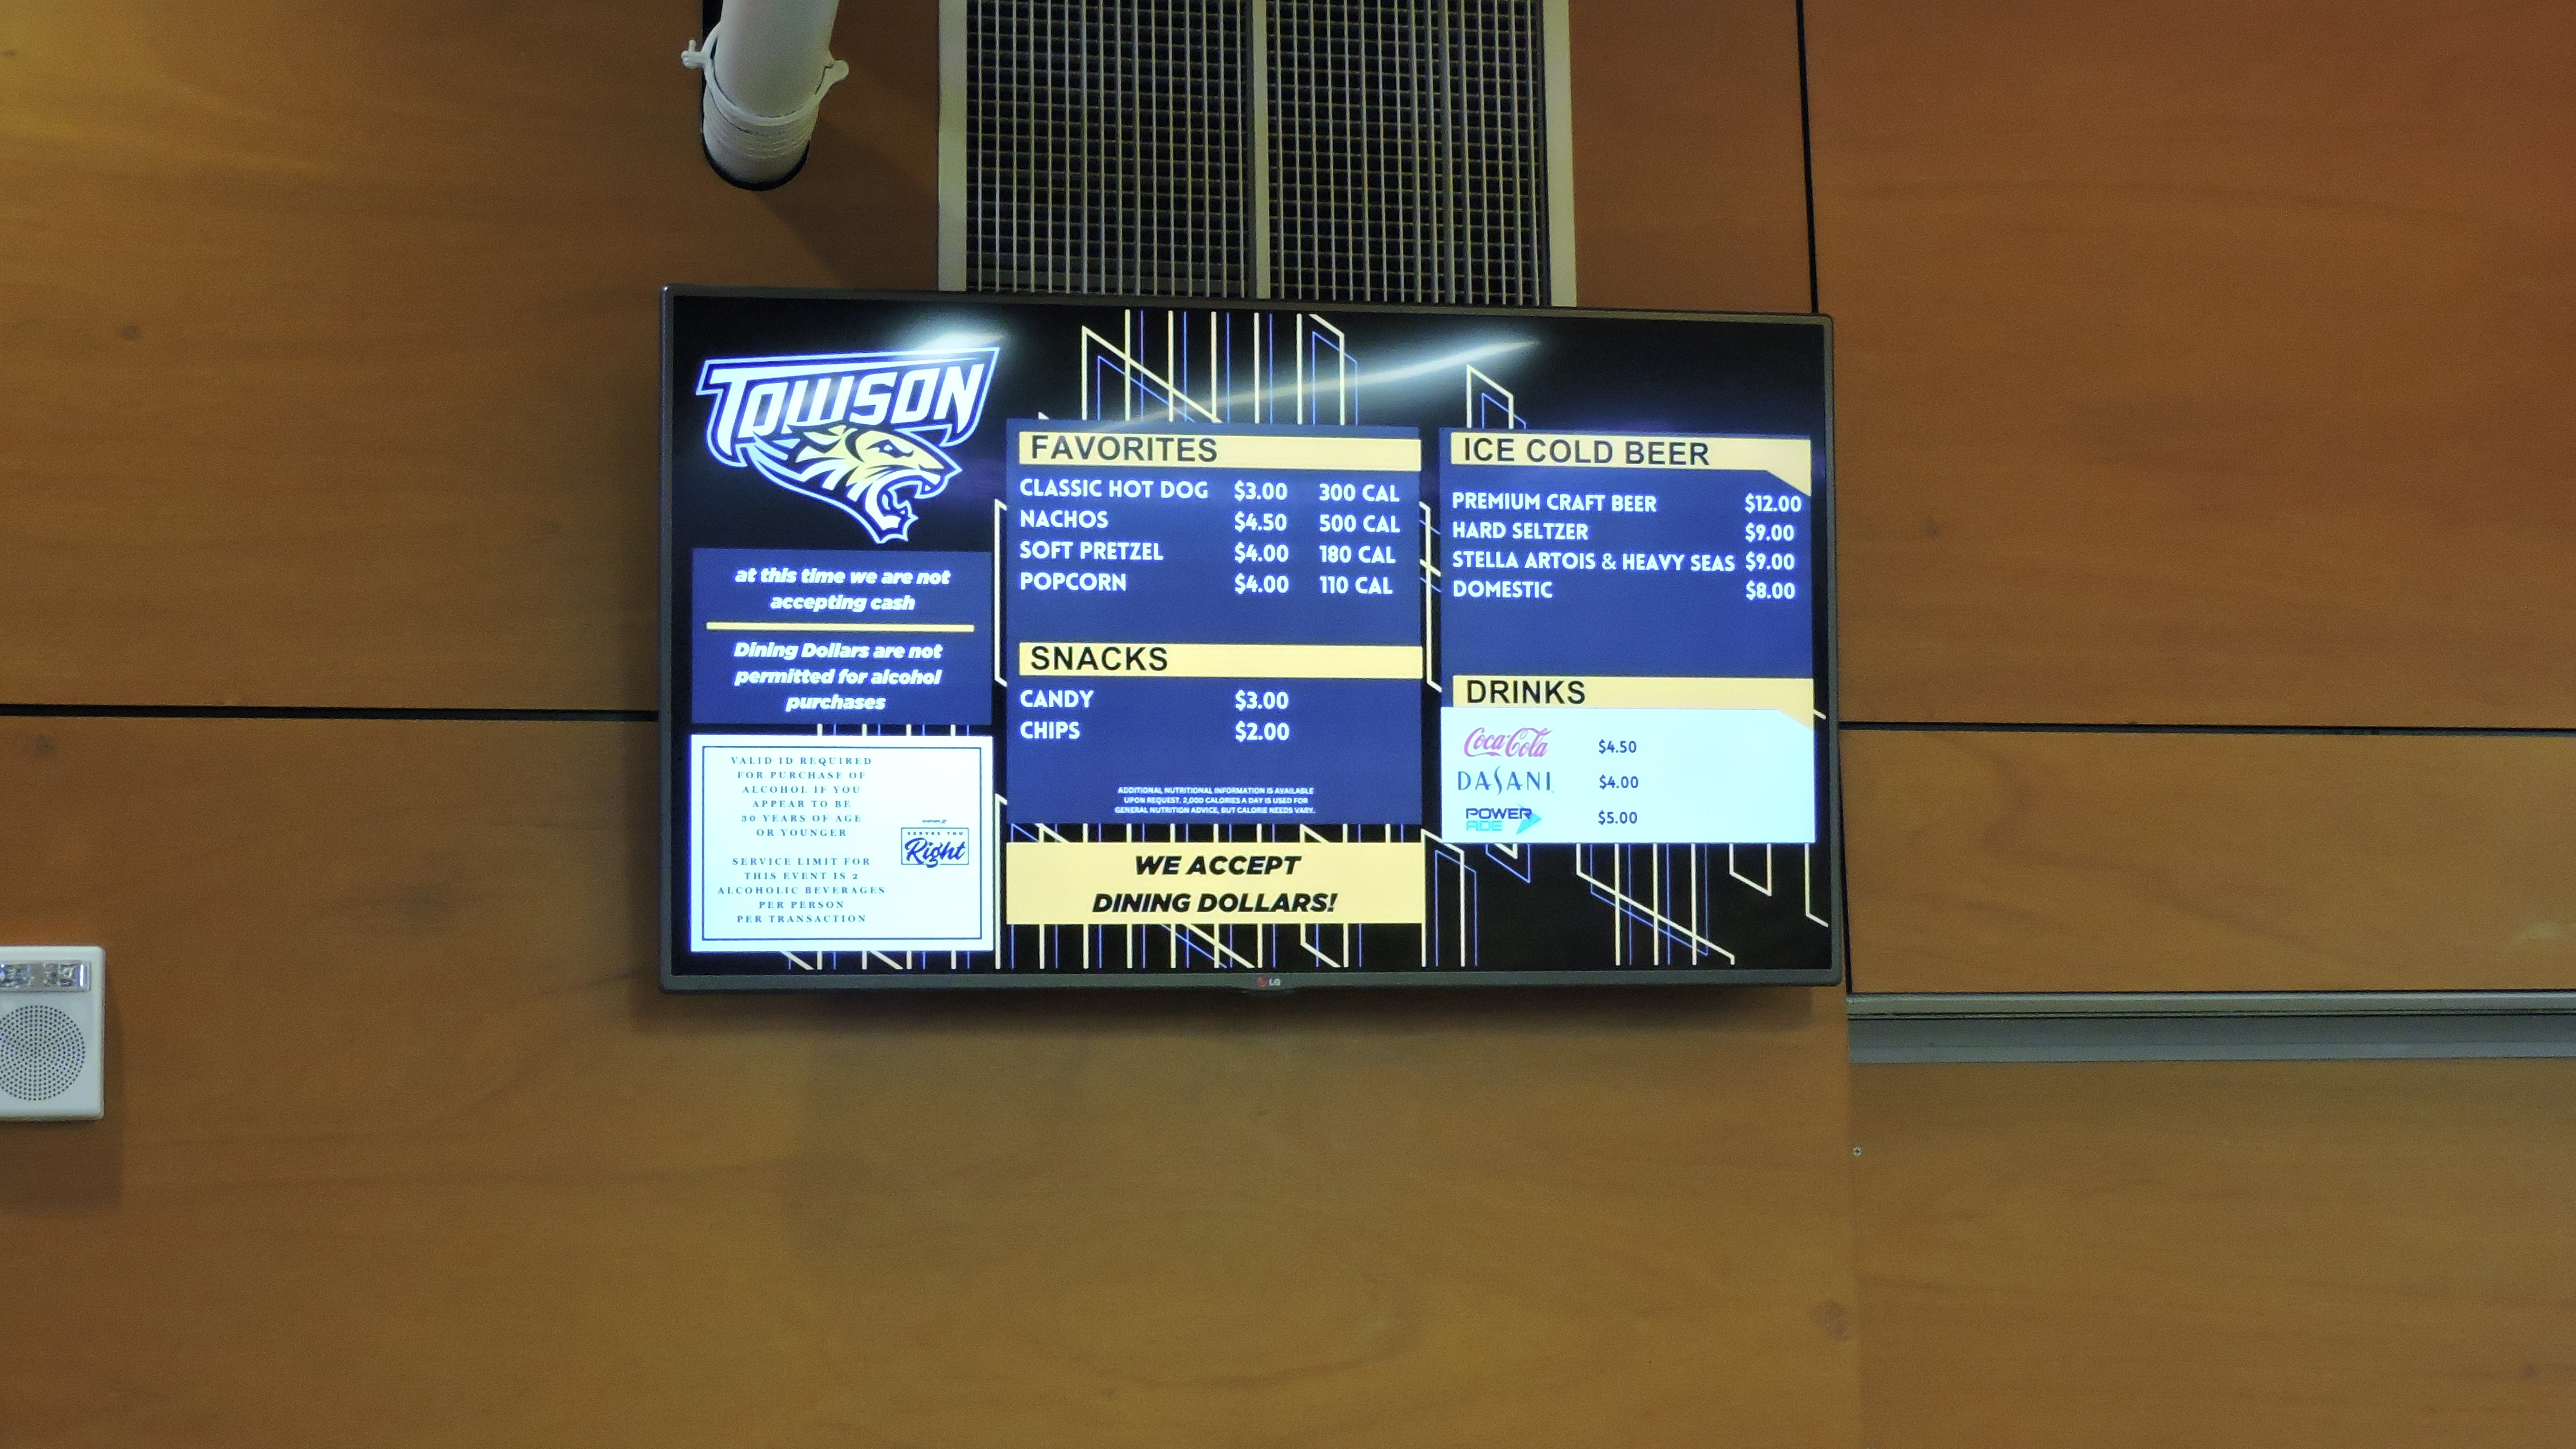 TOWSON
at this time we are not
accepting cash
Dining Dollars are not
permitted for alcohol
purchases
VALID ID REQUIRED
FOR PURCHASE OF
ALCOHOL IF YOU
APPEAR TO BE
30 YEARS OF AGE
OR YOUNGER
SERVICE LIMIT FOR
THIS EVENT IS 2
ALCOHOLIC BEVERAGES
PER PERSON
PER TRANSACTION
SERVES YOU
Right
FAVORITES
CLASSIC HOT DOG $3.00 300 CAL
NACHOS $4.50 500 CAL
SOFT PRETZEL $4.00 180 CAL
POPCORN $4.00 110 CAL
SNACKS
CANDY $3.00
CHIPS $2.00
ADDITIONAL NUTRITIONAL INFORMATION IS AVAILABLE
UPON REQUEST. 2,000 CALORIES A DAY IS USED FOR
GENERAL NUTRITION ADVICE, BUT CALORIE NEEDS VARY.
WE ACCEPT
DINING DOLLARS!
ICE COLD BEER
PREMIUM CRAFT BEER $12.00
HARD SELTZER $9.00
STELLA ARTOIS & HEAVY SEAS $9.00
DOMESTIC $8.00
DRINKS
Coca-Cola $4.50
DASANI $4.00
POWER
ADE $5.00
LG